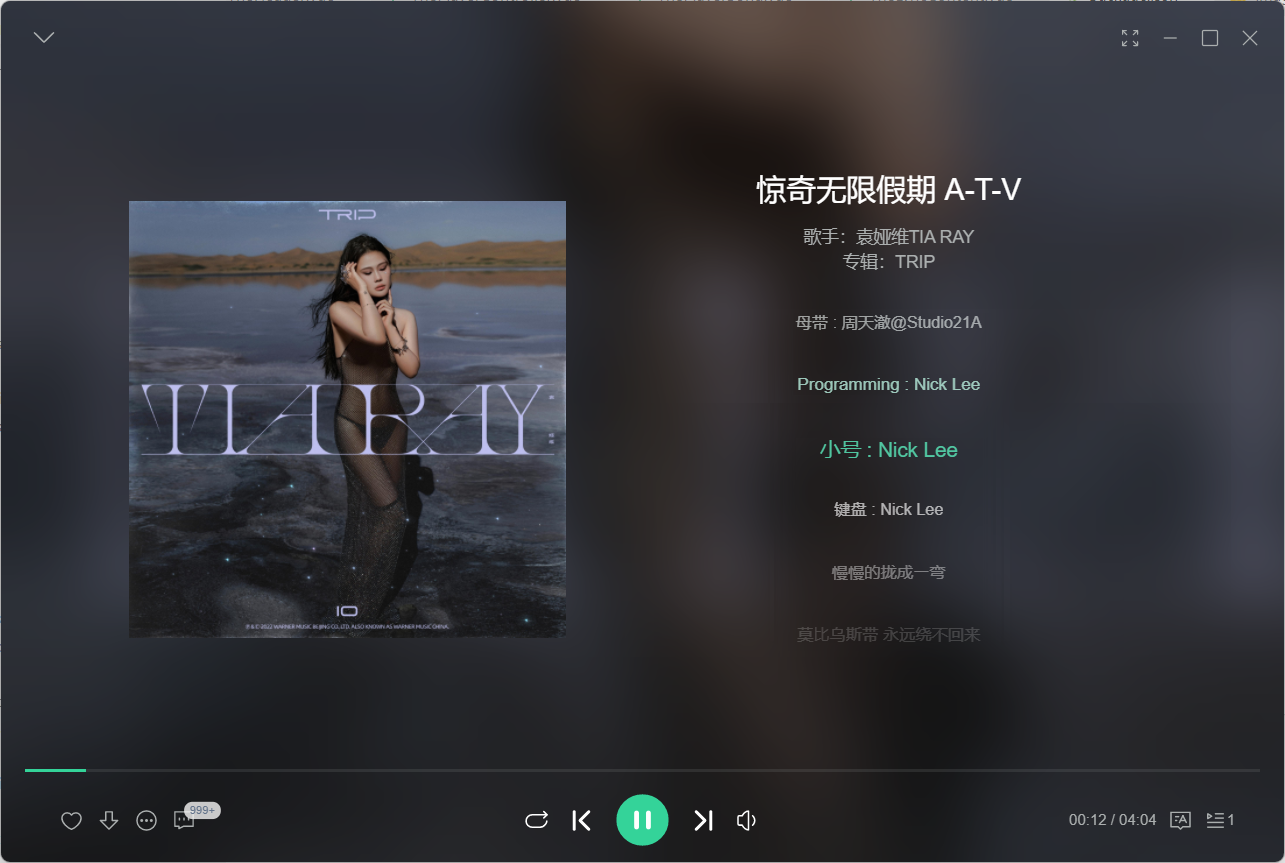 惊奇无限假期 A-T-V
歌手：袁娅维TIA RAY
专辑：TRIP
母带 : 周天澈@Studio21A
Programming : Nick Lee
小号 : Nick Lee
键盘 : Nick Lee
慢慢的拢成一弯
莫比乌斯带 永远绕不回来
TRIP
TIA RAY
10
℗ & © 2022 WARNER MUSIC BEIJING CO., LTD. ALSO KNOWN AS WARNER MUSIC CHINA.
999+
00:12 / 04:04
A
1